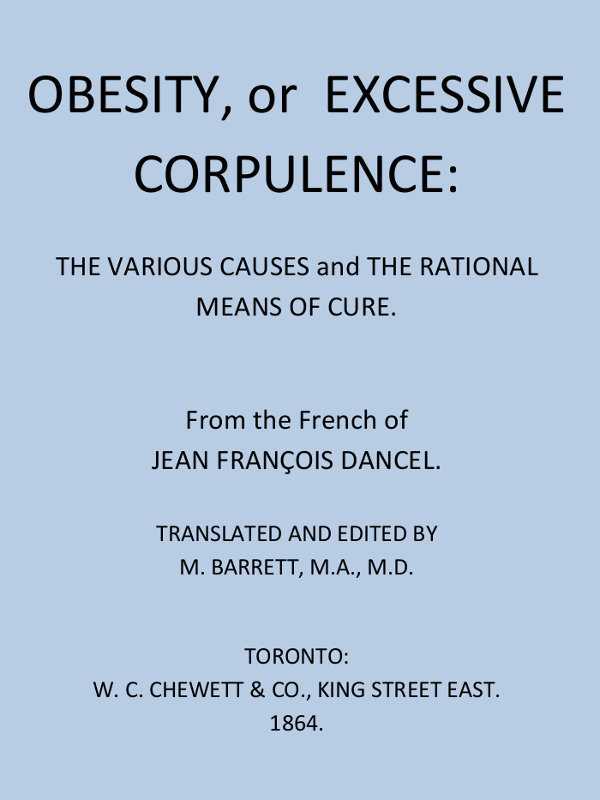 OBESITY, or EXCESSIVE
CORPULENCE:
THE VARIOUS CAUSES and THE RATIONAL
MEANS OF CURE.
From the French of
JEAN FRANÇOIS DANCEL.
TRANSLATED AND EDITED BY
M. BARRETT, M.A., M.D.
TORONTO:
W. C. CHEWETT & CO., KING STREET EAST.
1864.